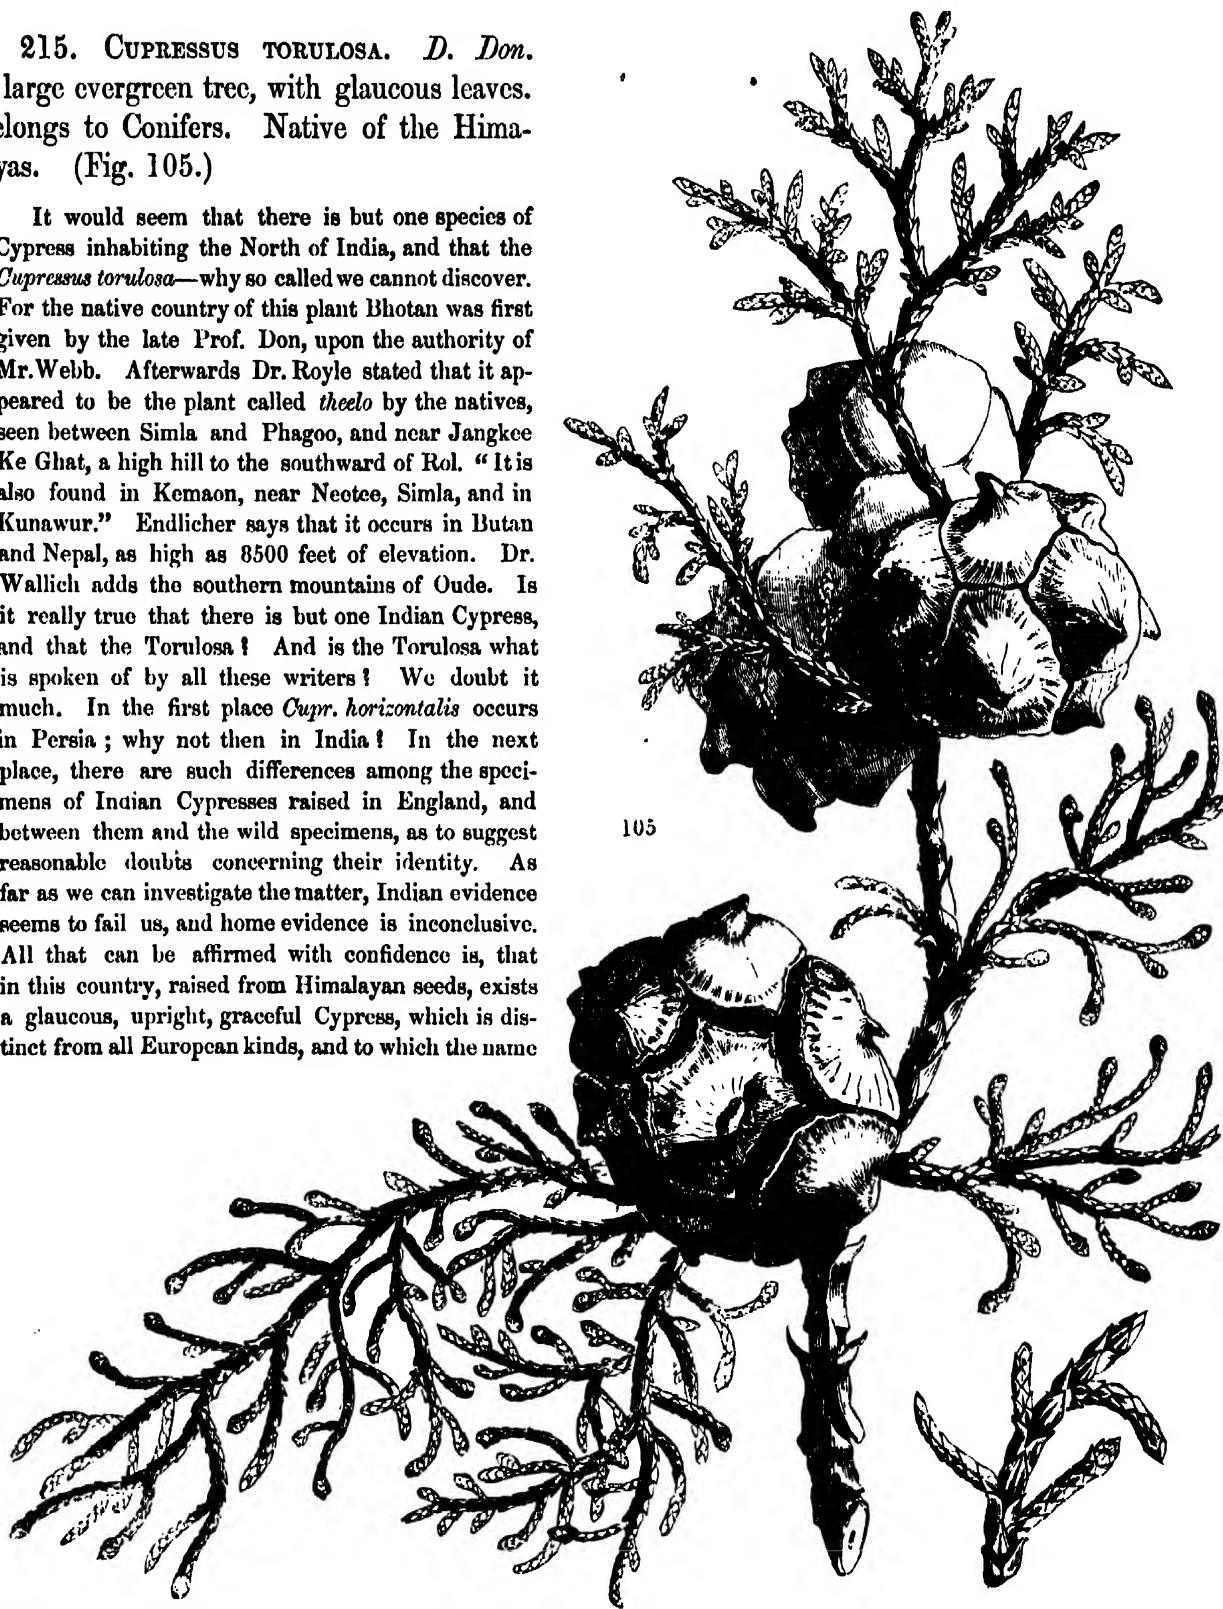 215. CUPRESSUS TORULOSA. D. Don.
large evergreen tree, with glaucous leaves.
elongs to Conifers. Native of the Hima-
yas. (Fig. 105.)
It would seem that there is but one species of
Cypress inhabiting the North of India, and that the
Cupressus torulosa—why so called we cannot discover.
For the native country of this plant Bhotan was first
given by the late Prof. Don, upon the authority of
Mr. Webb. Afterwards Dr. Royle stated that it ap-
peared to be the plant called theelo by the natives,
seen between Simla and Phagoo, and near Jangkee
Ke Ghat, a high hill to the southward of Rol. “It is
also found in Kemaon, near Neetee, Simla, and in
Kunawur.” Endlicher says that it occurs in Butan
and Nepal, as high as 8500 feet of elevation. Dr.
Wallich adds the southern mountains of Oude. Is
it really true that there is but one Indian Cypress,
and that the Torulosa? And is the Torulosa what
is spoken of by all these writers? We doubt it
much. In the first place Cupr. horizontalis occurs
in Persia; why not then in India? In the next
place, there are such differences among the speci-
mens of Indian Cypresses raised in England, and
between them and the wild specimens, as to suggest
reasonable doubts concerning their identity. As
far as we can investigate the matter, Indian evidence
seems to fail us, and home evidence is inconclusive.
All that can be affirmed with confidence is, that
in this country, raised from Himalayan seeds, exists
a glaucous, upright, graceful Cypress, which is dis-
tinct from all European kinds, and to which the name
105